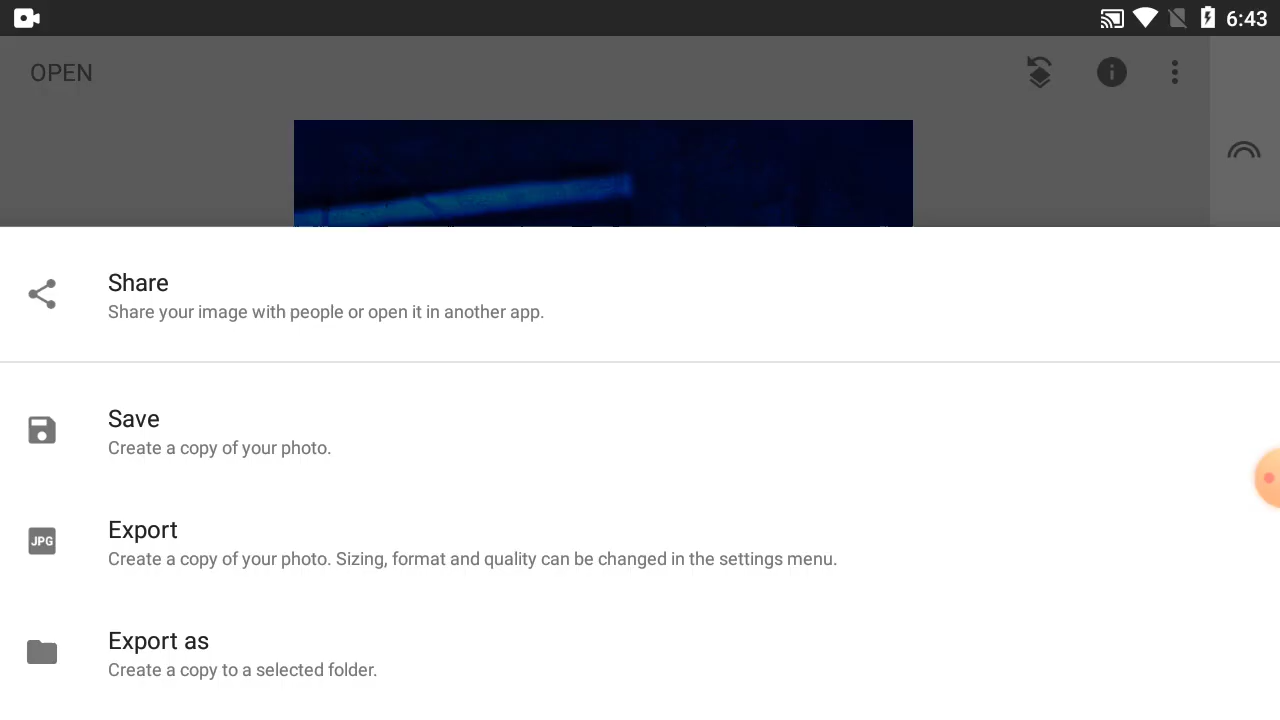 6:43
OPEN
Share
Share your image with people or open it in another app.
Save
Create a copy of your photo.
JPG
Export
Create a copy of your photo. Sizing, format and quality can be changed in the settings menu.
Export as
Create a copy to a selected folder.